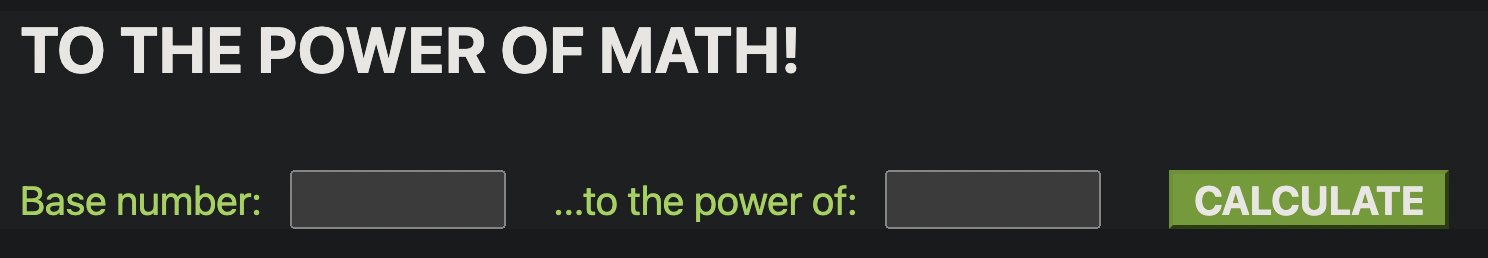 TO THE POWER OF MATH!
Base number: ...to the power of: CALCULATE